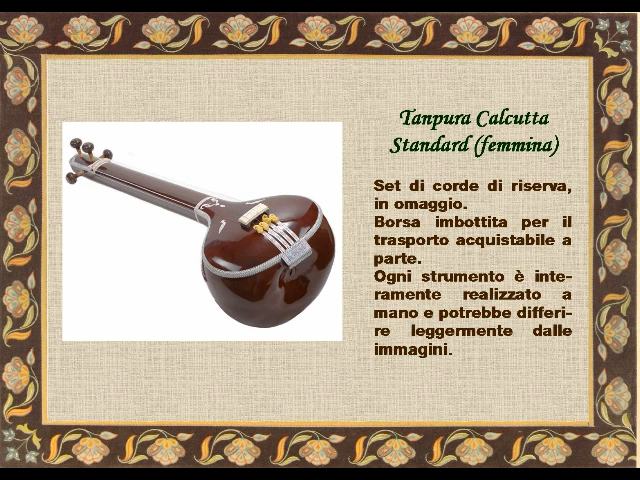 Tanpura Calcutta
Standard (femmina)
Set di corde di riserva,
in omaggio.
Borsa imbottita per il
trasporto acquistabile a
parte.
Ogni strumento è inte-
ramente realizzato a
mano e potrebbe differi-
re leggermente dalle
immagini.